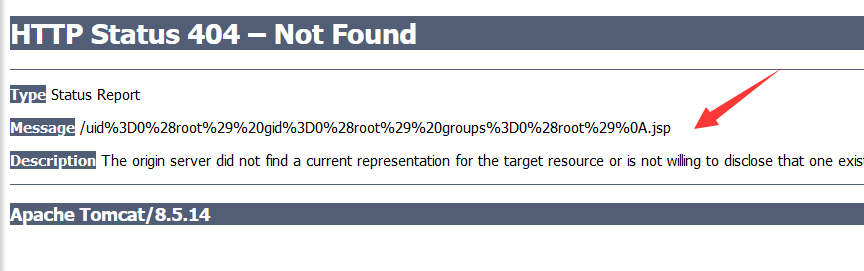 HTTP Status 404 – Not Found
Type Status Report
Message /uid%3D0%28root%29%20gid%3D0%28root%29%20groups%3D0%28root%29%0A.jsp
Description The origin server did not find a current representation for the target resource or is not willing to disclose that one exis
Apache Tomcat/8.5.14